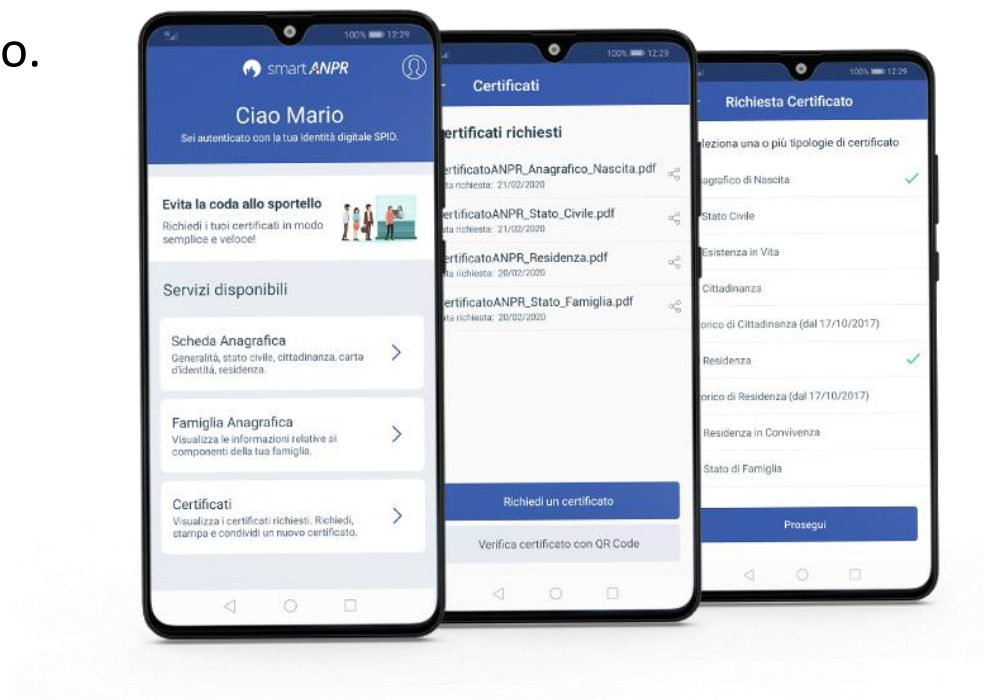 o.
100% 12:29
smart ANPR
Ciao Mario
Sei autenticato con la tua identità digitale SPID.
Evita la coda allo sportello
Richiedi i tuoi certificati in modo
semplice e veloce!
Servizi disponibili
Scheda Anagrafica
Generalità, stato civile, cittadinanza, carta
d'identità, residenza.
Famiglia Anagrafica
Visualizza le informazioni relative ai
componenti della tua famiglia.
Certificati
Visualizza i certificati richiesti. Richiedi,
stampa e condividi un nuovo certificato.
100% 12:29
Certificati
ertificati richiesti
ertificatoANPR_Anagrafico_Nascita.pdf
ta richiesta: 21/02/2020
ertificatoANPR_Stato_Civile.pdf
ata richiesta: 21/02/2020
ertificatoANPR_Residenza.pdf
ta richiesta: 20/02/2020
ertificatoANPR_Stato_Famiglia.pdf
ata richiesta: 20/02/2020
Richiedi un certificato
Verifica certificato con QR Code
100% 12:29
Richiesta Certificato
leziona una o più tipologie di certificato
agrafico di Nascita
Stato Civile
Esistenza in Vita
Cittadinanza
orico di Cittadinanza (dal 17/10/2017)
Residenza
orico di Residenza (dal 17/10/2017)
Residenza in Convivenza
Stato di Famiglia
Prosegui